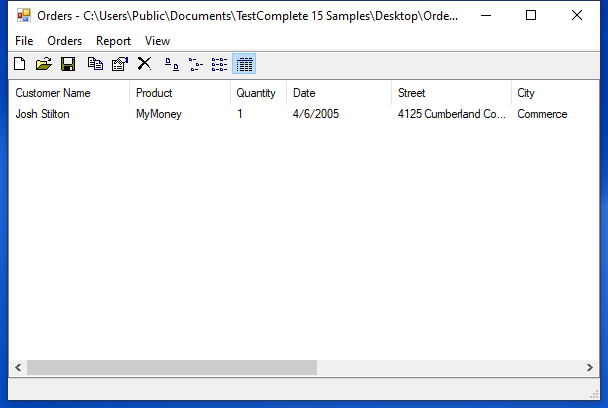 Orders - C:\Users\Public\Documents\TestComplete 15 Samples\Desktop\Orde...
File Orders Report View
Customer Name Product Quantity Date Street City
Josh Stilton MyMoney 1 4/6/2005 4125 Cumberland Co... Commerce